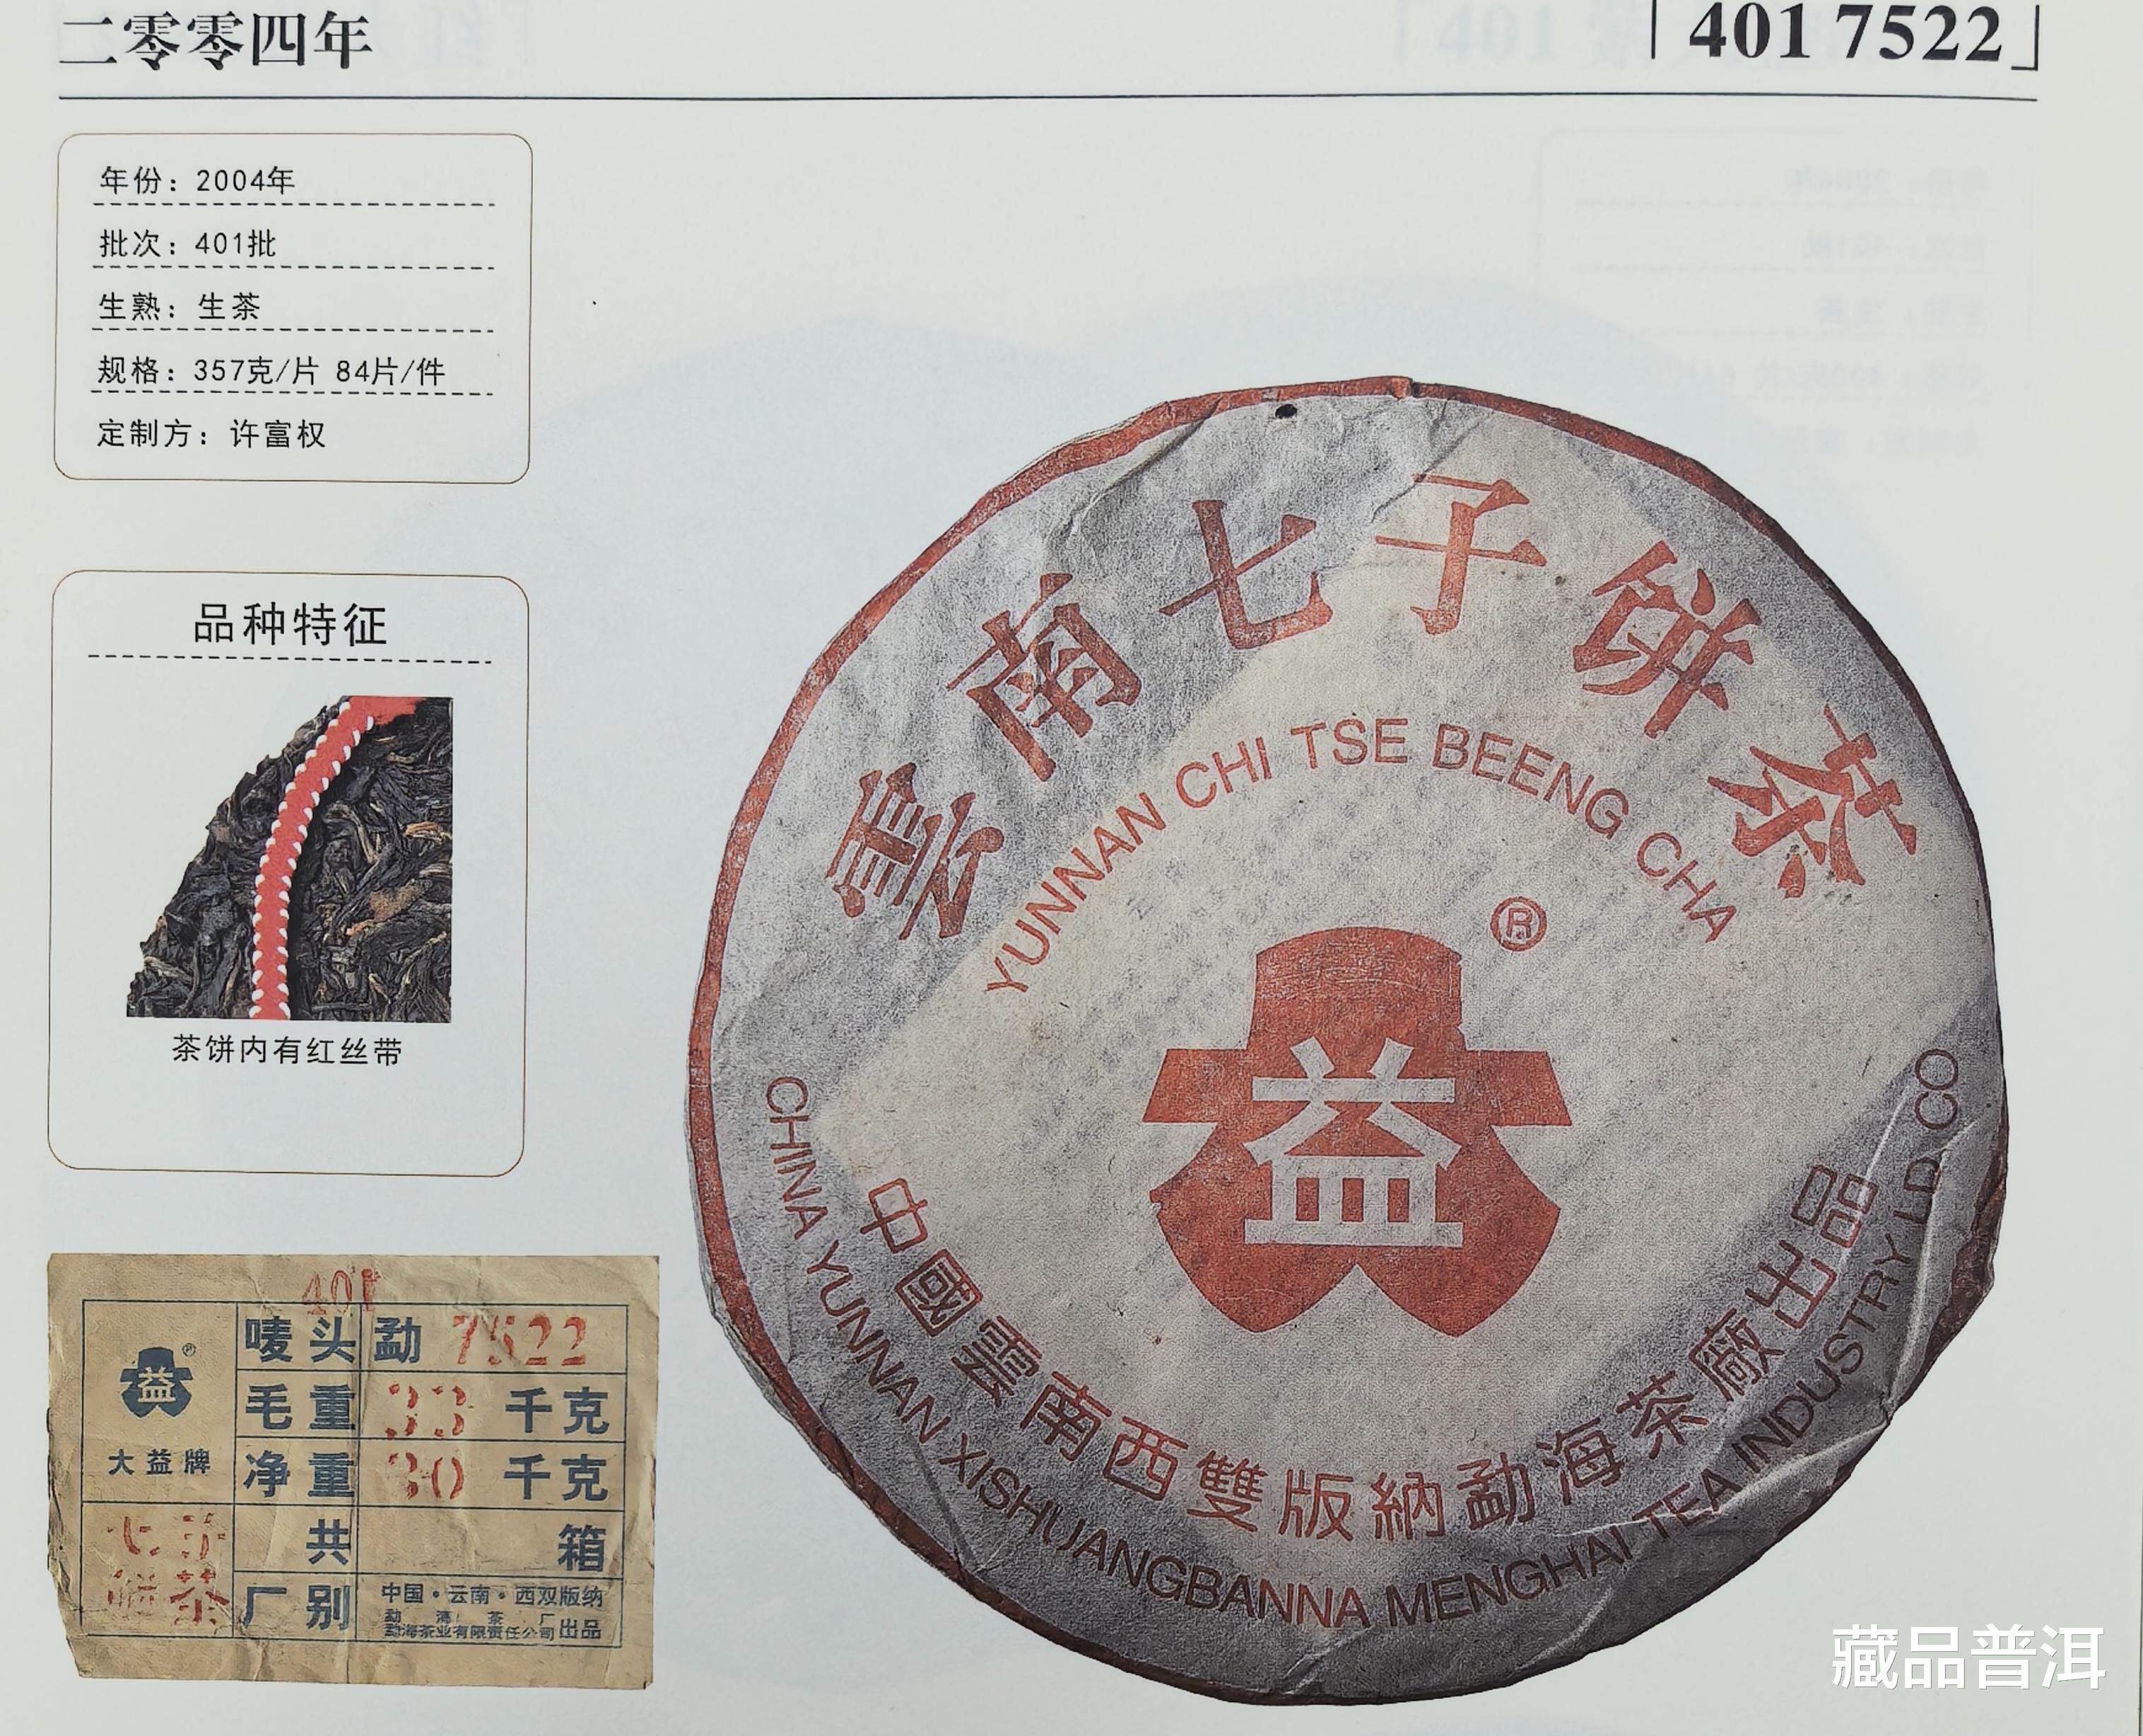 二零零四年
「401 7522」
年份：2004年
批次：401批
生熟：生茶
规格：357克/片 84片/件
定制方：许富权
品种特征
茶饼内有红丝带
雲南七子饼茶
YUNNAN CHI TSE BEENG CHA
®
益
中國雲南西雙版納勐海茶廠出品
CHINA YUNNAN XISHUANGBANNA MENGHAI TEA INDUSTRY LD CO
401
益®
大益牌
七子
饼茶
唛头 勐 7522
毛重 33 千克
净重 30 千克
共 箱
厂别 中国·云南·西双版纳
勐海茶厂
勐海茶业有限责任公司 出品
藏品普洱